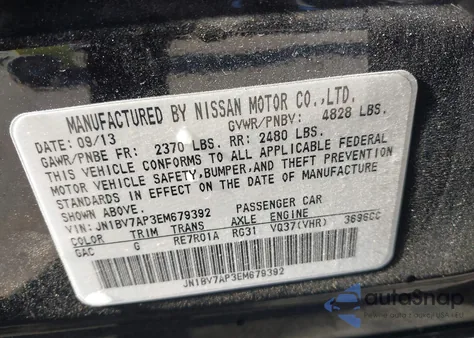 MANUFACTURED BY NISSAN MOTOR CO.,LTD.
DATE: 09/13 GVWR/PNBV: 4828 LBS.
GAWR/PNBE FR: 2370 LBS. RR: 2480 LBS.
THIS VEHICLE CONFORMS TO ALL APPLICABLE FEDERAL
MOTOR VEHICLE SAFETY, BUMPER, AND THEFT PREVENTION
STANDARDS IN EFFECT ON THE DATE OF MANUFACTURE
SHOWN ABOVE.
VIN: JN1BV7AP3EM679392 PASSENGER CAR
COLOR TRIM TRANS AXLE ENGINE
GAC G RE7R01A RG31 VQ37(VHR) 3696CC
JN1BV7AP3EM679392
autoSnap